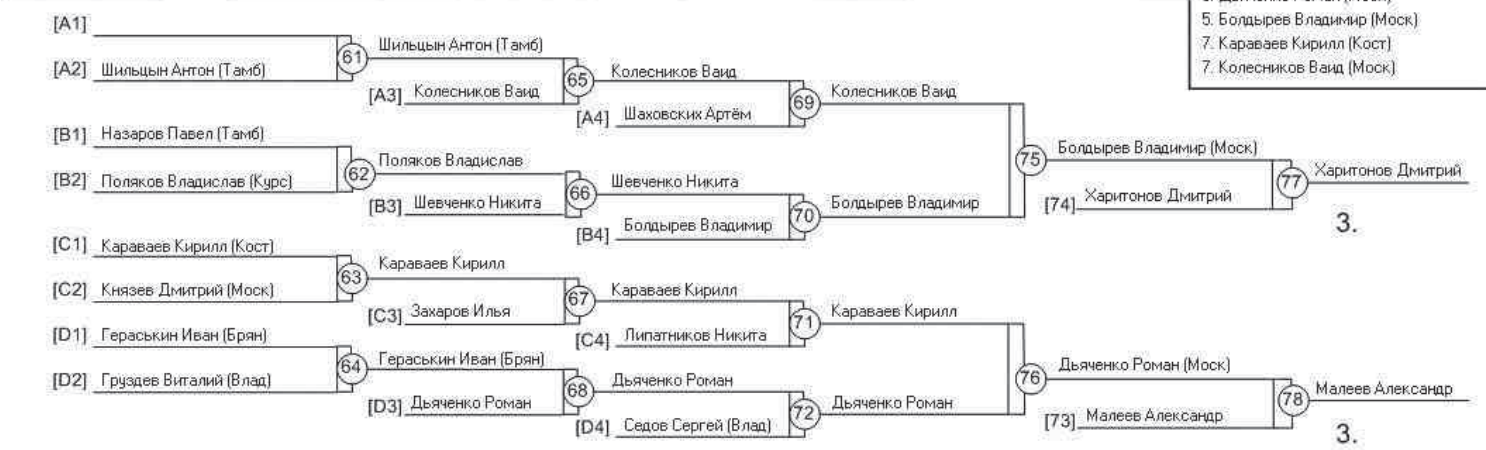 5. Болдырев Владимир (Моск)
7. Караваев Кирилл (Кост)
7. Колесников Ваид (Моск)
[A1]
[A2] Шильцын Антон (Тамб)
61
Шильцын Антон (Тамб)
[A3] Колесников Ваид
65
Колесников Ваид
[A4] Шаховских Артём
69
Колесников Ваид
[B1] Назаров Павел (Тамб)
[B2] Поляков Владислав (Курс)
62
Поляков Владислав
[B3] Шевченко Никита
66
Шевченко Никита
[B4] Болдырев Владимир
70
Болдырев Владимир
75
Болдырев Владимир (Моск)
[74] Харитонов Дмитрий
77
Харитонов Дмитрий
3.
[C1] Караваев Кирилл (Кост)
[C2] Князев Дмитрий (Моск)
63
Караваев Кирилл
[C3] Захаров Илья
67
Караваев Кирилл
[C4] Липатников Никита
71
Караваев Кирилл
[D1] Гераськин Иван (Брян)
[D2] Груздев Виталий (Влад)
64
Гераськин Иван (Брян)
[D3] Дьяченко Роман
68
Дьяченко Роман
[D4] Седов Сергей (Влад)
72
Дьяченко Роман
76
Дьяченко Роман (Моск)
[73] Малеев Александр
78
Малеев Александр
3.